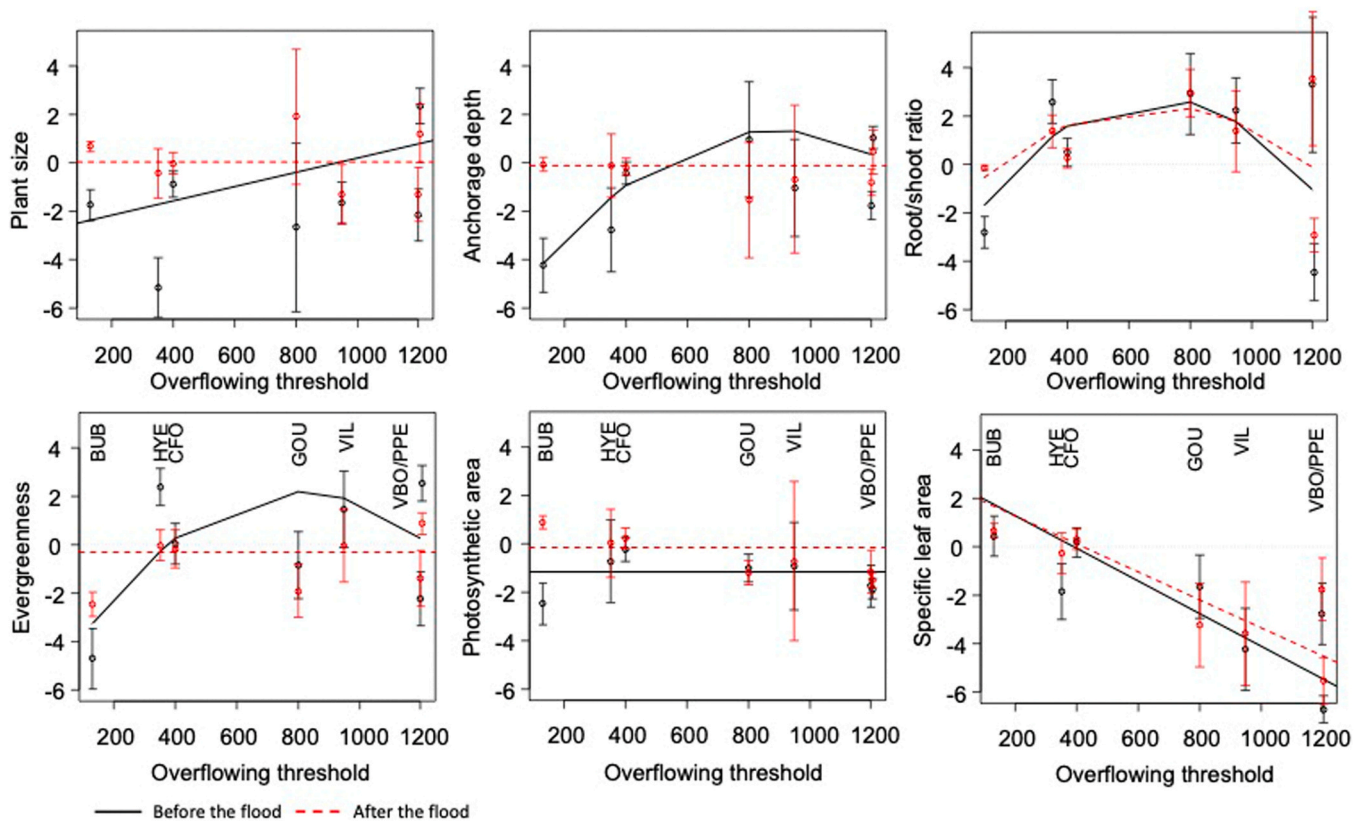 Plant size
4
2
0
-2
-4
-6
200 400 600 800 1000 1200
Overflowing threshold
Anchorage depth
4
2
0
-2
-4
-6
200 400 600 800 1000 1200
Overflowing threshold
Root/shoot ratio
4
2
0
-2
-4
-6
200 400 600 800 1000 1200
Overflowing threshold
Evergreenness
4
2
0
-2
-4
-6
BUB
HYE
CFO
GOU
VIL
VBO/PPE
200 400 600 800 1000 1200
Overflowing threshold
Photosynthetic area
4
2
0
-2
-4
-6
BUB
HYE
CFO
GOU
VIL
VBO/PPE
200 400 600 800 1000 1200
Overflowing threshold
Specific leaf area
4
2
0
-2
-4
-6
BUB
HYE
CFO
GOU
VIL
VBO/PPE
200 400 600 800 1000 1200
Overflowing threshold
Before the flood After the flood